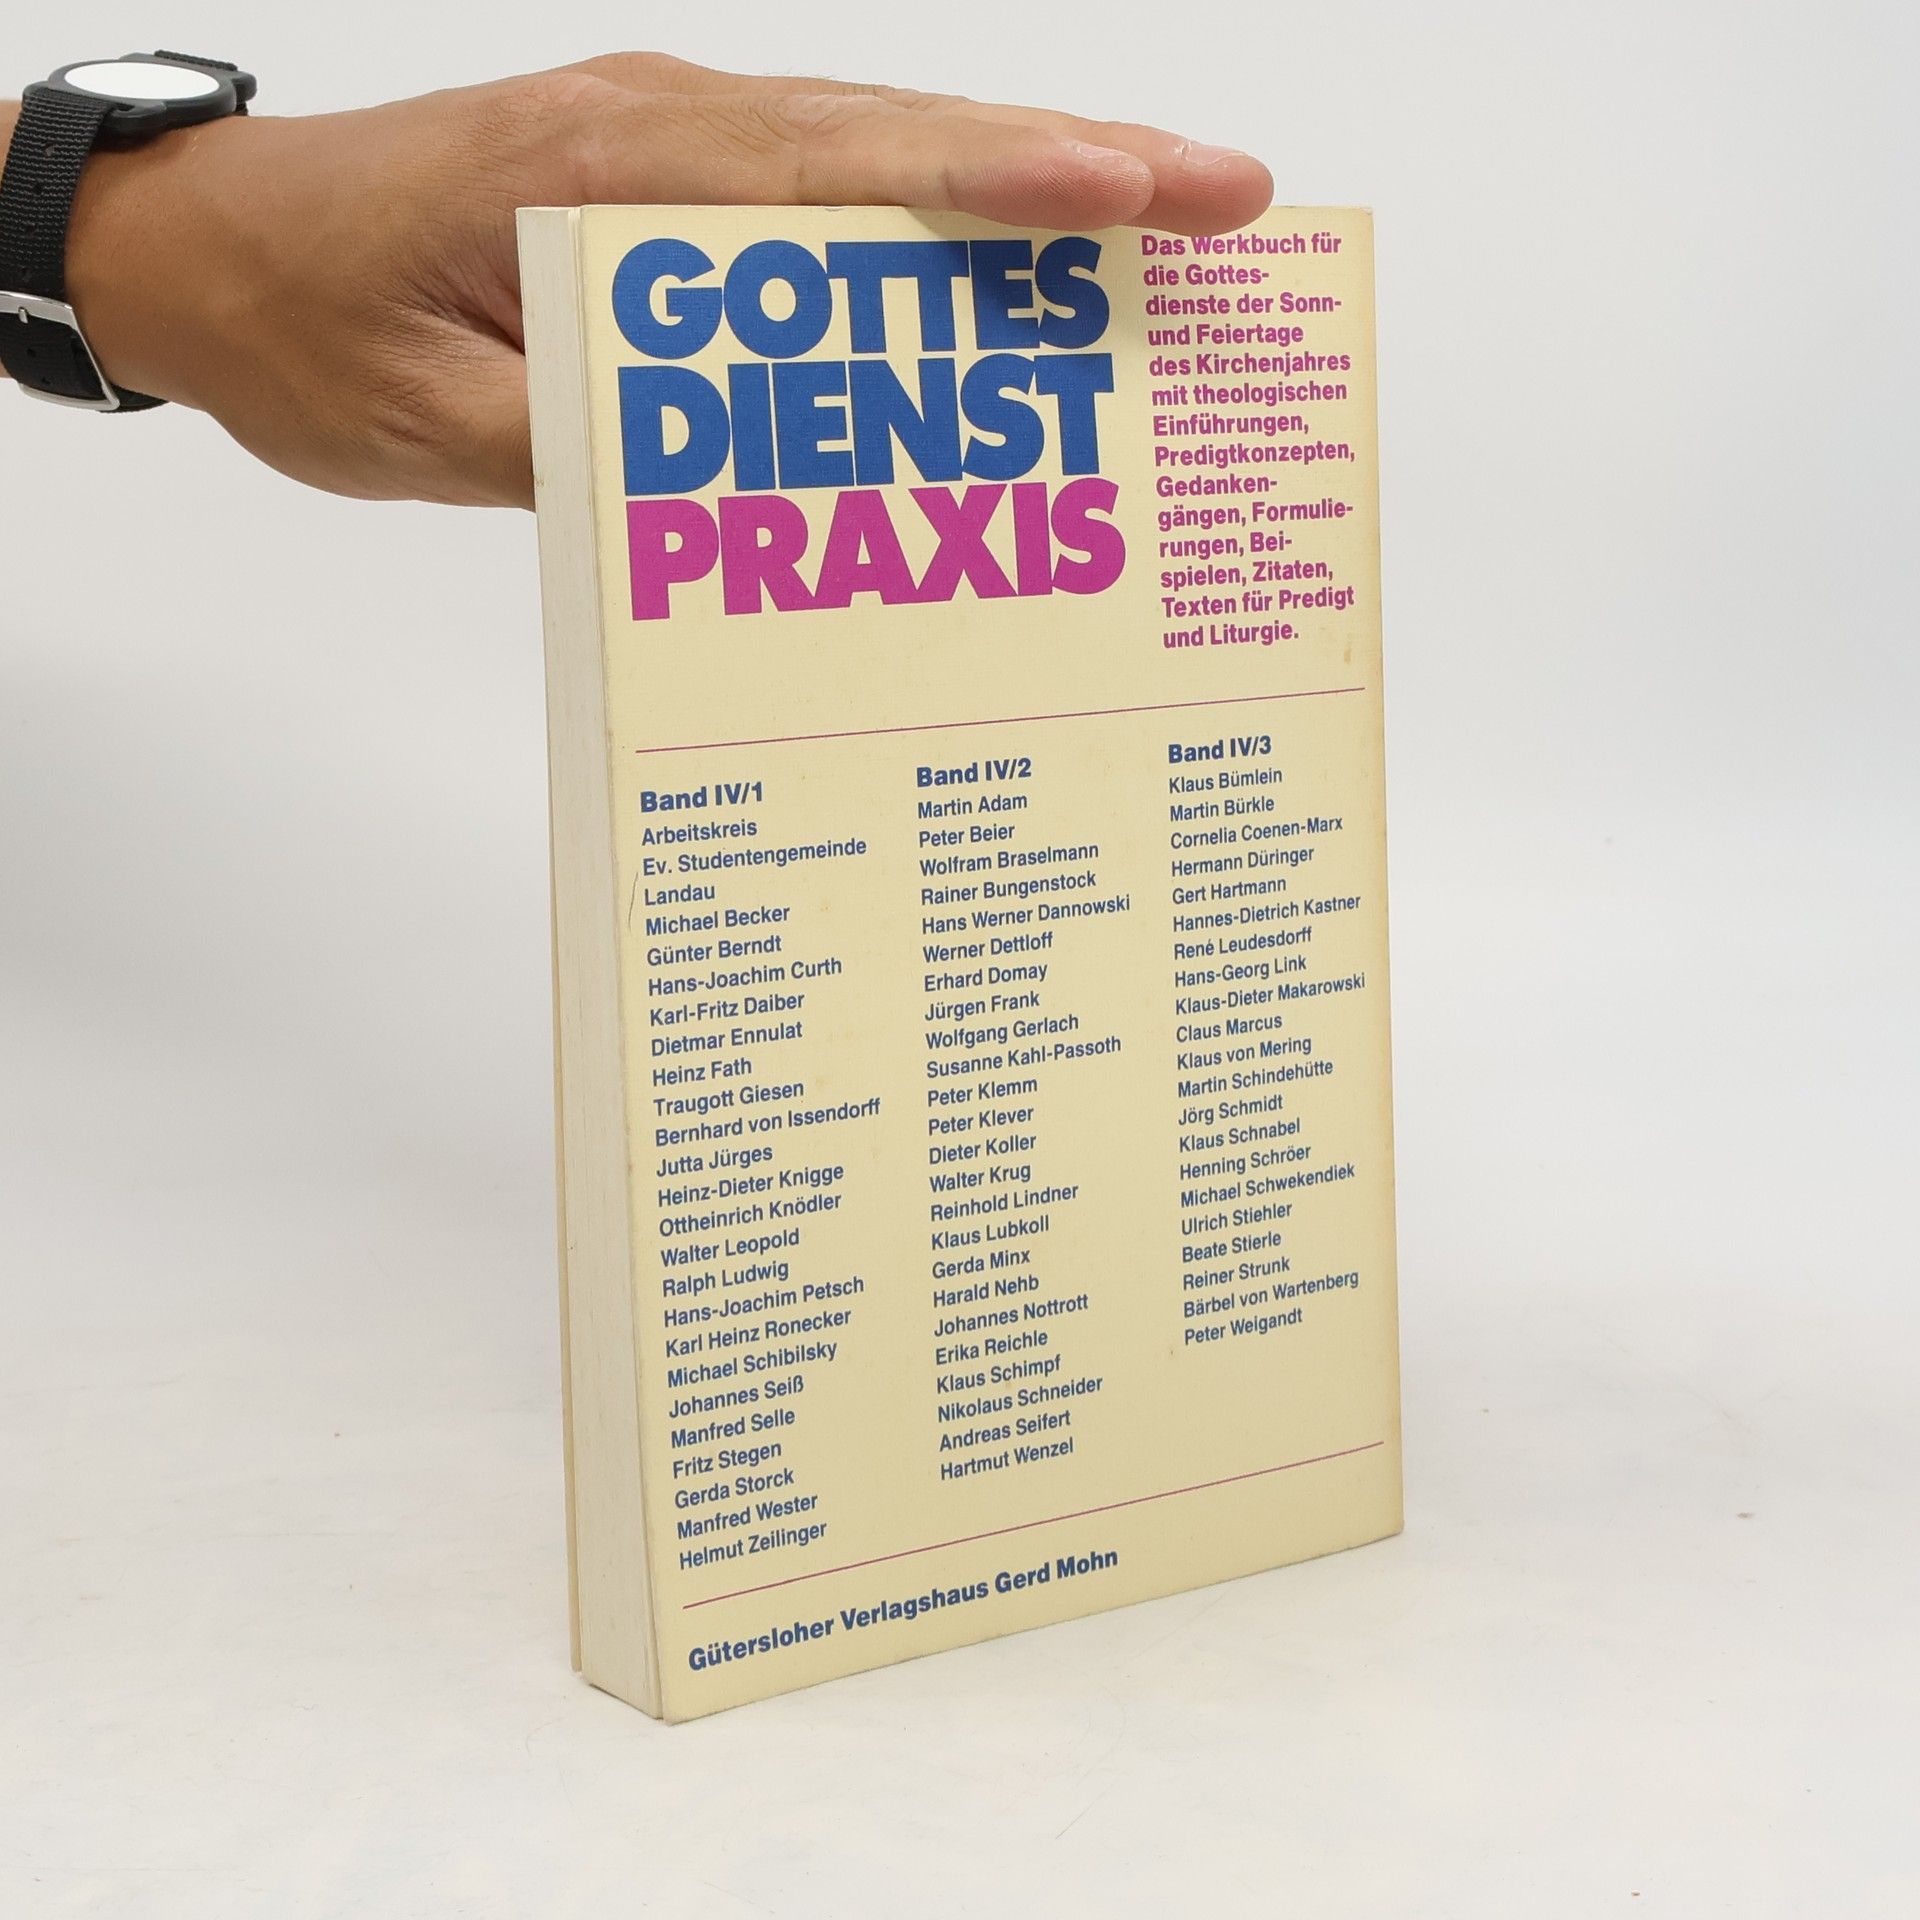 GOTTES
DIENST
PRAXIS
Das Werkbuch für
die Gottes-
dienste der Sonn-
und Feiertage
des Kirchenjahres
mit theologischen
Einführungen,
Predigtkonzepten,
Gedanken-
gängen, Formulie-
rungen, Bei-
spielen, Zitaten,
Texten für Predigt
und Liturgie.
Band IV/1
Arbeitskreis
Ev. Studentengemeinde
Landau
Michael Becker
Günter Berndt
Hans-Joachim Curth
Karl-Fritz Daiber
Dietmar Ennulat
Heinz Fath
Traugott Giesen
Bernhard von Issendorff
Jutta Jürges
Heinz-Dieter Knigge
Ottheinrich Knödler
Walter Leopold
Ralph Ludwig
Hans-Joachim Petsch
Karl Heinz Ronecker
Michael Schibilsky
Johannes Seiß
Manfred Selle
Fritz Stegen
Gerda Storck
Manfred Wester
Helmut Zeilinger
Band IV/2
Martin Adam
Peter Beier
Wolfram Braselmann
Rainer Bungenstock
Hans Werner Dannowski
Werner Dettloff
Erhard Domay
Jürgen Frank
Wolfgang Gerlach
Susanne Kahl-Passoth
Peter Klemm
Peter Klever
Dieter Koller
Walter Krug
Reinhold Lindner
Klaus Lubkoll
Gerda Minx
Harald Nehb
Johannes Nottrott
Erika Reichle
Klaus Schimpf
Nikolaus Schneider
Andreas Seifert
Hartmut Wenzel
Band IV/3
Klaus Bümlein
Martin Bürkle
Cornelia Coenen-Marx
Hermann Düringer
Gert Hartmann
Hannes-Dietrich Kastner
René Leudesdorff
Hans-Georg Link
Klaus-Dieter Makarowski
Claus Marcus
Klaus von Mering
Martin Schindehütte
Jörg Schmidt
Klaus Schnabel
Henning Schröer
Michael Schwekendiek
Ulrich Stiehler
Beate Stierle
Reiner Strunk
Bärbel von Wartenberg
Peter Weigandt
Gütersloher Verlagshaus Gerd Mohn